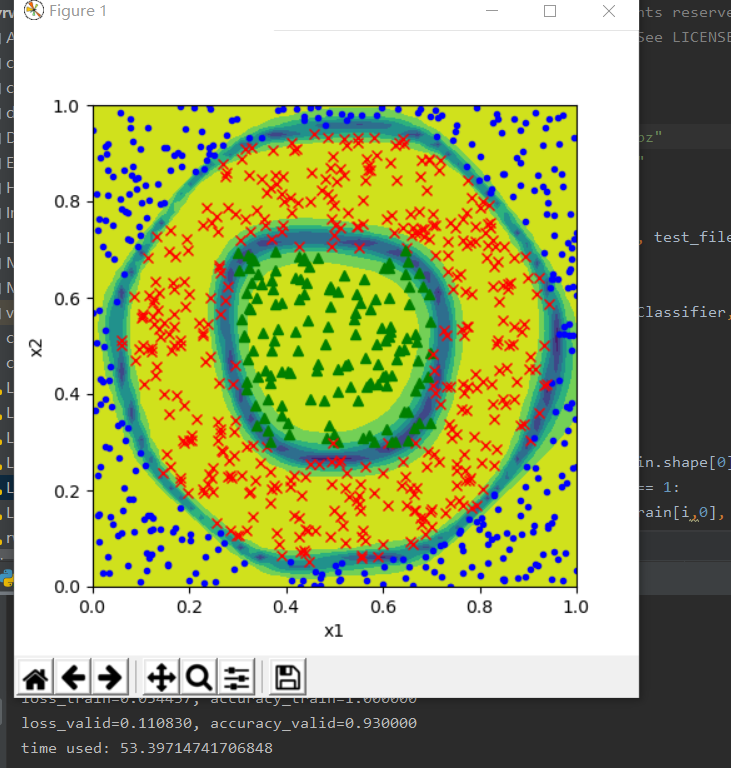 Figure 1
nts reserve
See LICENSE
oz"
"
, test_file
Classifier,
in.shape[0]
== 1:
rain[i,0],
1.0
0.8
0.6
0.4
0.2
0.0
x2
0.0 0.2 0.4 0.6 0.8 1.0
x1
loss_train=0.054457, accuracy_train=1.000000
loss_valid=0.110830, accuracy_valid=0.930000
time used: 53.39714741706848